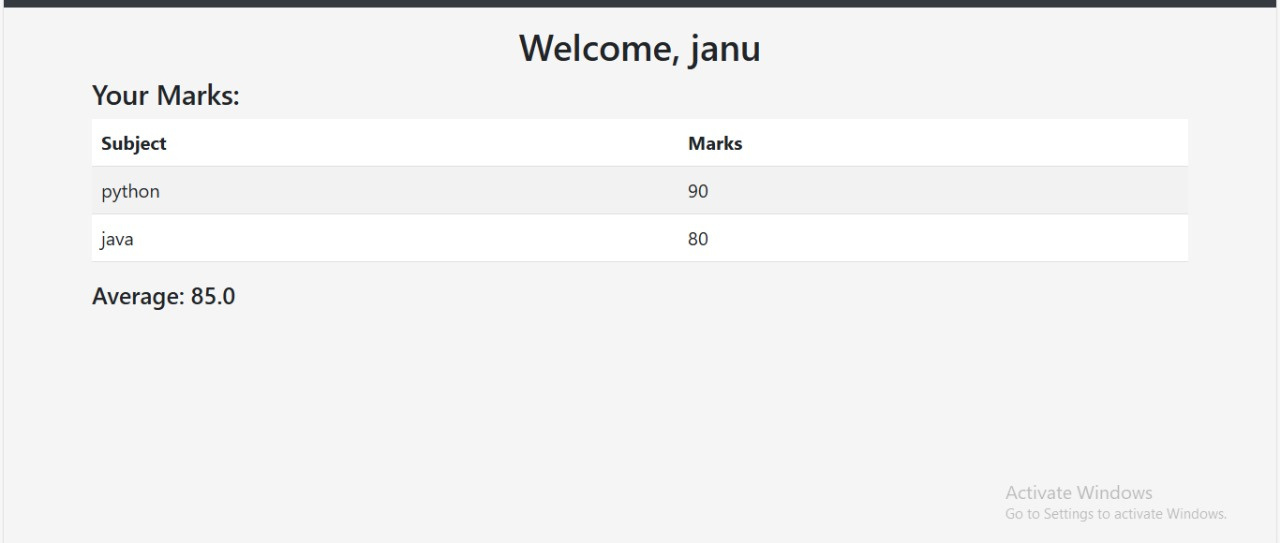 Welcome, janu
Your Marks:
Subject Marks
python 90
java 80
Average: 85.0
Activate Windows
Go to Settings to activate Windows.